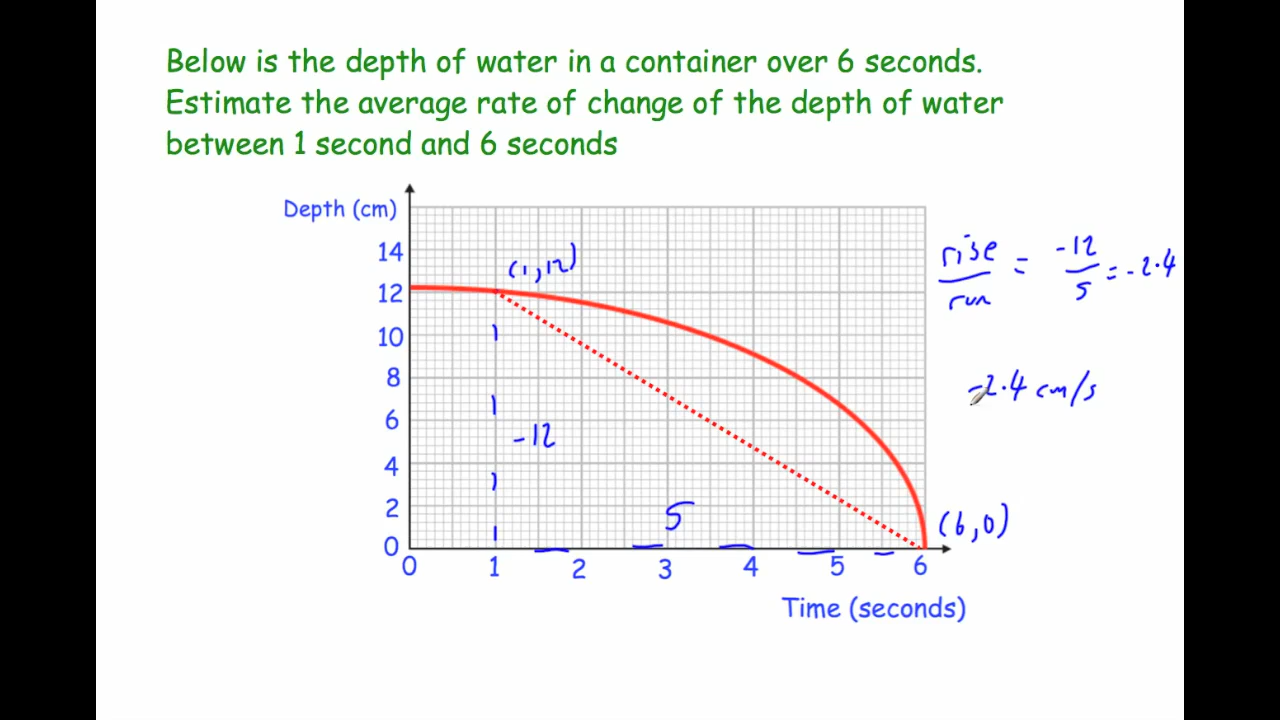 Below is the depth of water in a container over 6 seconds.
Estimate the average rate of change of the depth of water
between 1 second and 6 seconds
Depth (cm)
14
12
10
8
6
4
2
0
0 1 2 3 4 5 6
Time (seconds)
(1,12)
-12
5
(6,0)
rise/run = -12/5 = -2.4
-2.4 cm/s